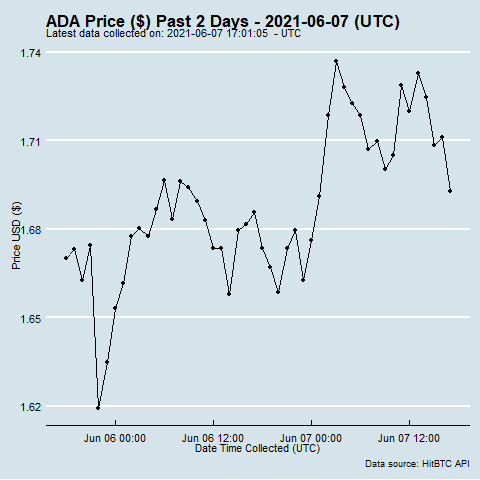 ADA Price ($) Past 2 Days - 2021-06-07 (UTC)
Latest data collected on: 2021-06-07 17:01:05  - UTC
1.74
1.71
1.68
1.65
1.62
Price USD ($)
Jun 06 00:00
Jun 06 12:00
Jun 07 00:00
Jun 07 12:00
Date Time Collected (UTC)
Data source: HitBTC API